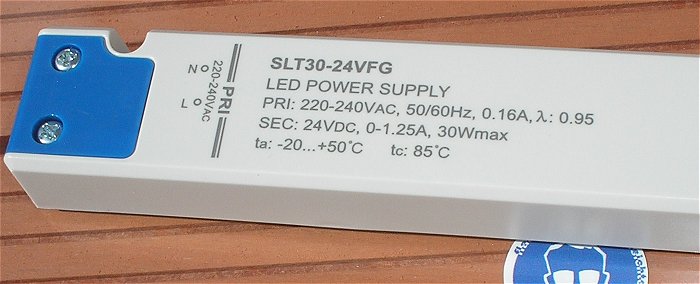 SLT30-24VFG
LED POWER SUPPLY
PRI: 220-240VAC, 50/60Hz, 0.16A, λ: 0.95
SEC: 24VDC, 0-1.25A, 30Wmax
ta: -20...+50°C tc: 85°C
N
L
PRI
220-240VAC